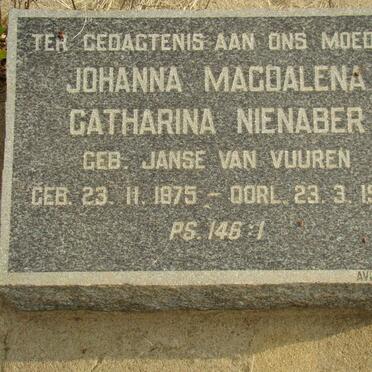 TER GEDAGTENIS AAN ONS MOED
JOHANNA MAGDALENA
CATHARINA NIENABER
GEB. JANSE VAN VUUREN
GEB. 23. 11. 1875 - OORL. 23. 3. 19
PS. 146:1
AV